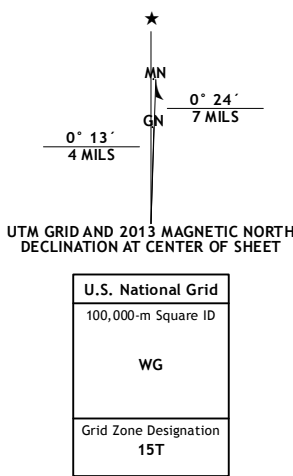 MN
0° 24´
7 MILS
GN
0° 13´
4 MILS
UTM GRID AND 2013 MAGNETIC NORTH
DECLINATION AT CENTER OF SHEET
U.S. National Grid
100,000-m Square ID
WG
Grid Zone Designation
15T